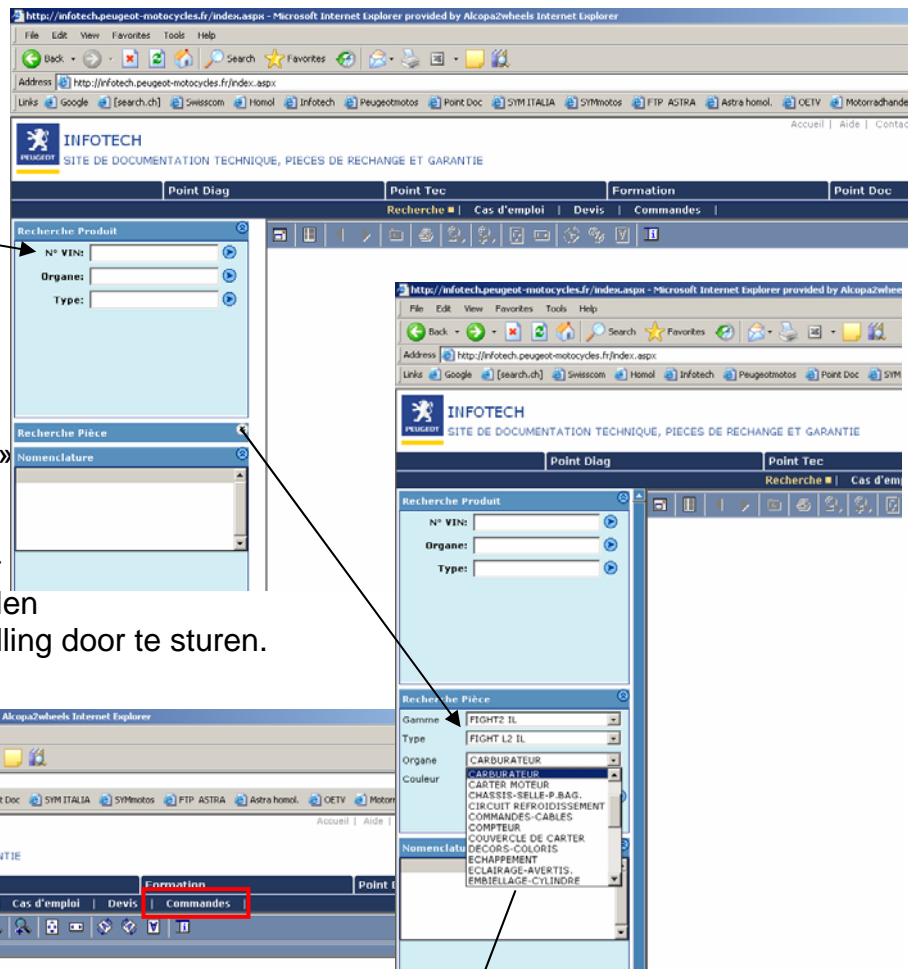 http://infotech.peugeot-motocycles.fr/index.aspx - Microsoft Internet Explorer provided by Alcopa2wheels Internet Explorer
File Edit View Favorites Tools Help
Back Search Favorites
Address http://infotech.peugeot-motocycles.fr/index.aspx
Links Google [search.ch] Swisscom Homol Infotech Peugeotmotos Point Doc SYM ITALIA SYMmotos FTP ASTRA Astra homol. OETV Motorradhande
Accueil | Aide | Contac
PEUGEOT INFOTECH
SITE DE DOCUMENTATION TECHNIQUE, PIECES DE RECHANGE ET GARANTIE
Point Diag Point Tec Formation Point Doc
Recherche | Cas d'emploi | Devis | Commandes |
Recherche Produit
N° VIN:
Organe:
Type:
Recherche Pièce
Nomenclature
»
len
lling door te sturen.
http://infotech.peugeot-motocycles.fr/index.aspx - Microsoft Internet Explorer provided by Alcopa2whee
File Edit View Favorites Tools Help
Back Search Favorites
Address http://infotech.peugeot-motocycles.fr/index.aspx
Links Google [search.ch] Swisscom Homol Infotech Peugeotmotos Point Doc SYM
PEUGEOT INFOTECH
SITE DE DOCUMENTATION TECHNIQUE, PIECES DE RECHANGE ET GARANTIE
Point Diag Point Tec
Recherche | Cas d'em
Recherche Produit
N° VIN:
Organe:
Type:
Recherche Pièce
Gamme FIGHT2 IL
Type FIGHT L2 IL
Organe CARBURATEUR
Couleur
CARBURATEUR
CARTER MOTEUR
CHASSIS-SELLE-P.BAG.
CIRCUIT REFROIDISSEMENT
COMMANDES-CABLES
COMPTEUR
COUVERCLE DE CARTER
DECORS-COLORIS
ECHAPPEMENT
ECLAIRAGE-AVERTIS.
EMBIELLAGE-CYLINDRE
Nomenclatu
Alcopa2wheels Internet Explorer
t Doc SYM ITALIA SYMmotos FTP ASTRA Astra homol. OETV Motorr
Accueil | Aide |
NTIE
Formation Point D
Cas d'emploi | Devis | Commandes |